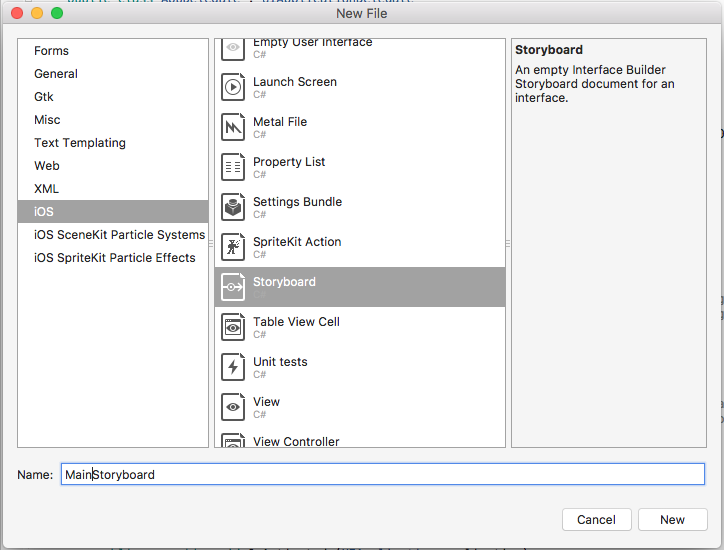 New File
Forms
General
Gtk
Misc
Text Templating
Web
XML
iOS
iOS SceneKit Particle Systems
iOS SpriteKit Particle Effects
Empty User Interface
C#
Launch Screen
C#
Metal File
C#
Property List
C#
Settings Bundle
C#
SpriteKit Action
C#
Storyboard
C#
Table View Cell
C#
Unit tests
C#
View
C#
View Controller
Storyboard
An empty Interface Builder
Storyboard document for an
interface.
Name:
MainStoryboard
Cancel
New